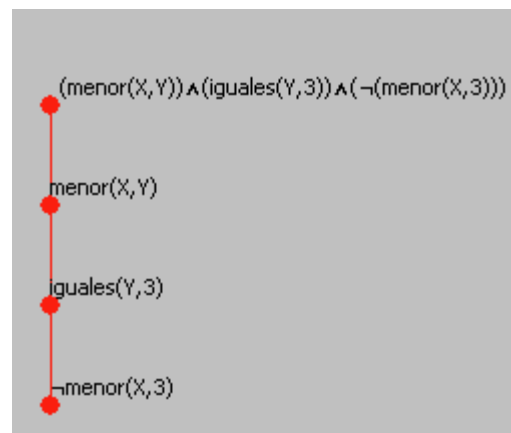 (menor(X,Y))∧(iguales(Y,3))∧(¬(menor(X,3)))
menor(X,Y)
iguales(Y,3)
¬menor(X,3)